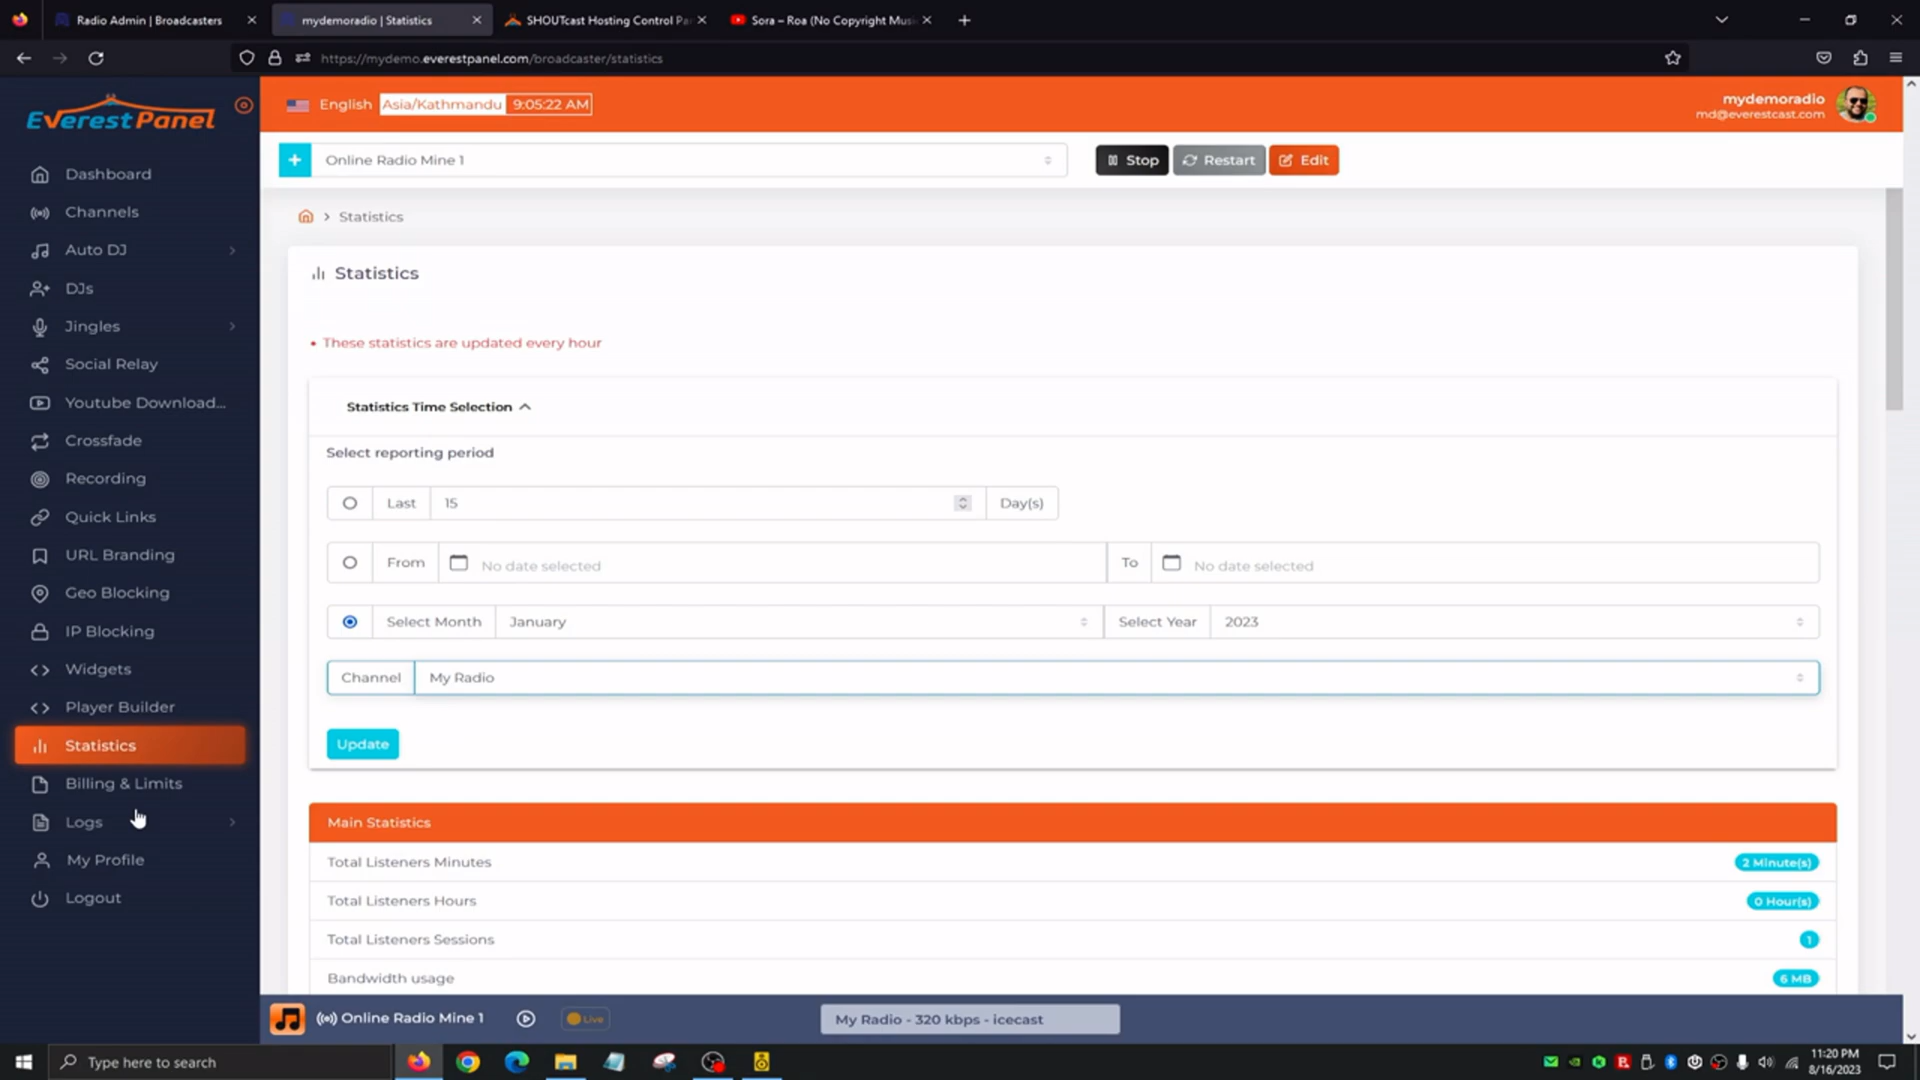 Radio Admin | Broadcasters
mydemoradio | Statistics
SHOUTcast Hosting Control Pa
Sora – Roa (No Copyright Musi
https://mydemo.everestpanel.com/broadcaster/statistics
EverestPanel
English
Asia/Kathmandu
9:05:22 AM
mydemoradio
md@everestcast.com
+
Online Radio Mine 1
Stop
Restart
Edit
Dashboard
Channels
Auto DJ
DJs
Jingles
Social Relay
Youtube Download...
Crossfade
Recording
Quick Links
URL Branding
Geo Blocking
IP Blocking
Widgets
Player Builder
Statistics
Billing & Limits
Logs
My Profile
Logout
> Statistics
Statistics
• These statistics are updated every hour
Statistics Time Selection
Select reporting period
Last 15 Day(s)
From No date selected To No date selected
Select Month January Select Year 2023
Channel My Radio
Update
Main Statistics
Total Listeners Minutes 2 Minute(s)
Total Listeners Hours 0 Hour(s)
Total Listeners Sessions 1
Bandwidth usage 6 MB
Online Radio Mine 1
Live
My Radio - 320 kbps - icecast
Type here to search
11:20 PM
8/16/2023